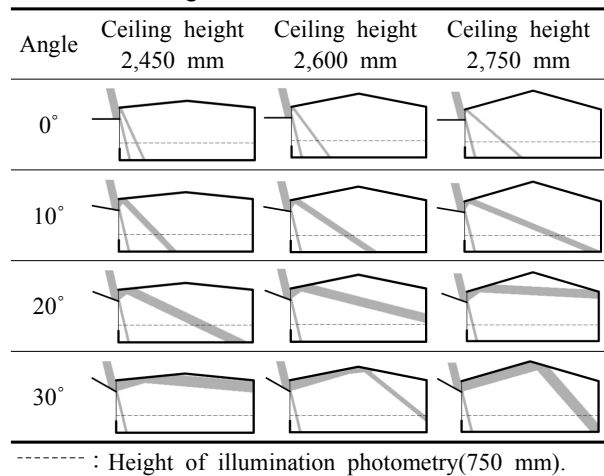 Angle Ceiling height 2,450 mm Ceiling height 2,600 mm Ceiling height 2,750 mm
0°
10°
20°
30°
------- : Height of illumination photometry(750 mm).